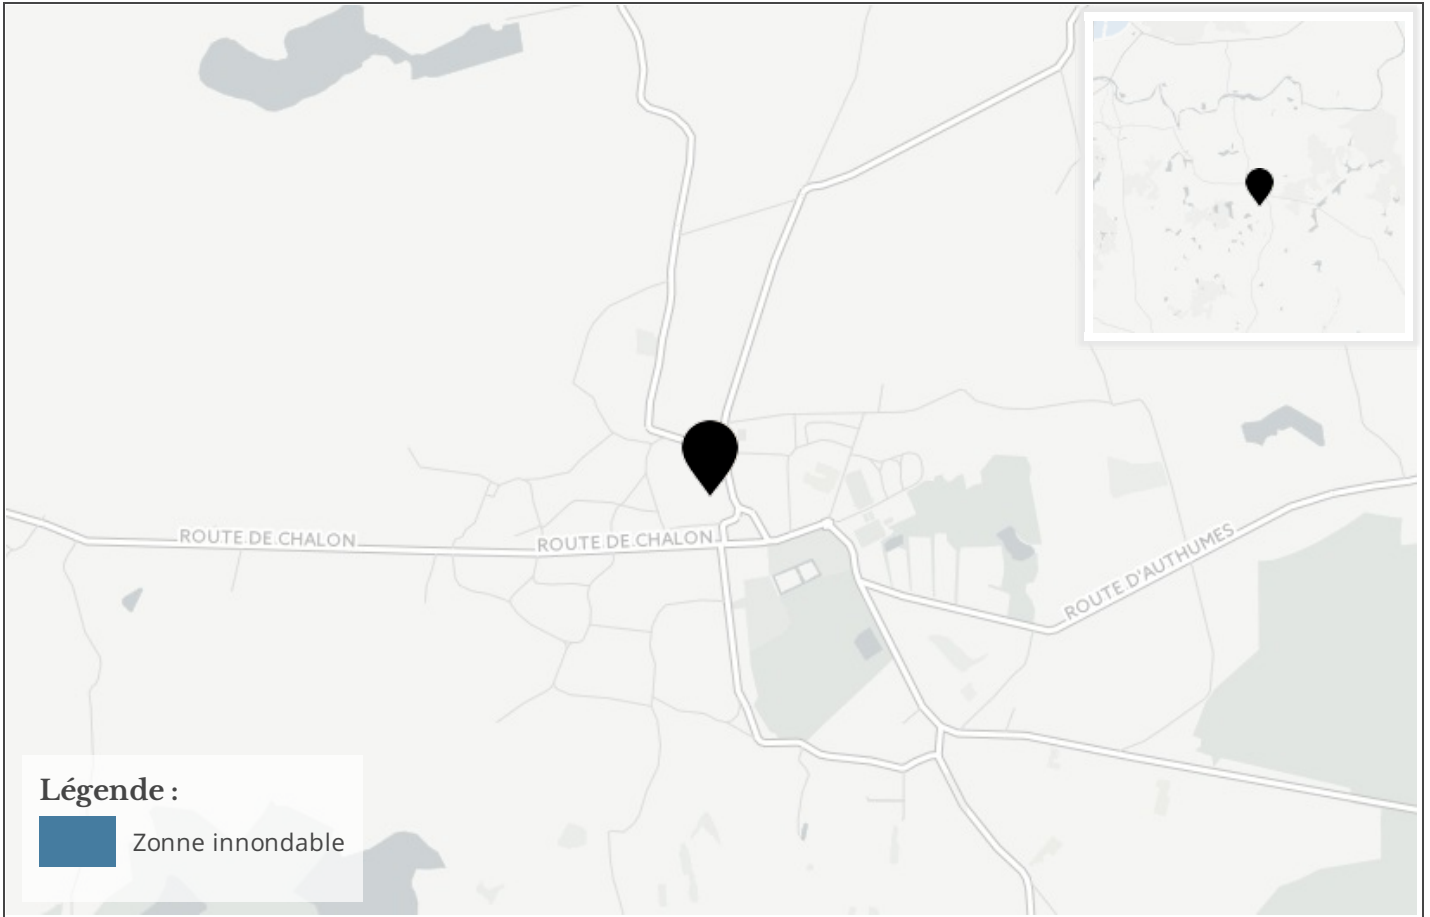 ROUTE DE CHALON
ROUTE DE CHALON
ROUTE D'AUTHUMES
Légende :
Zonne innondable